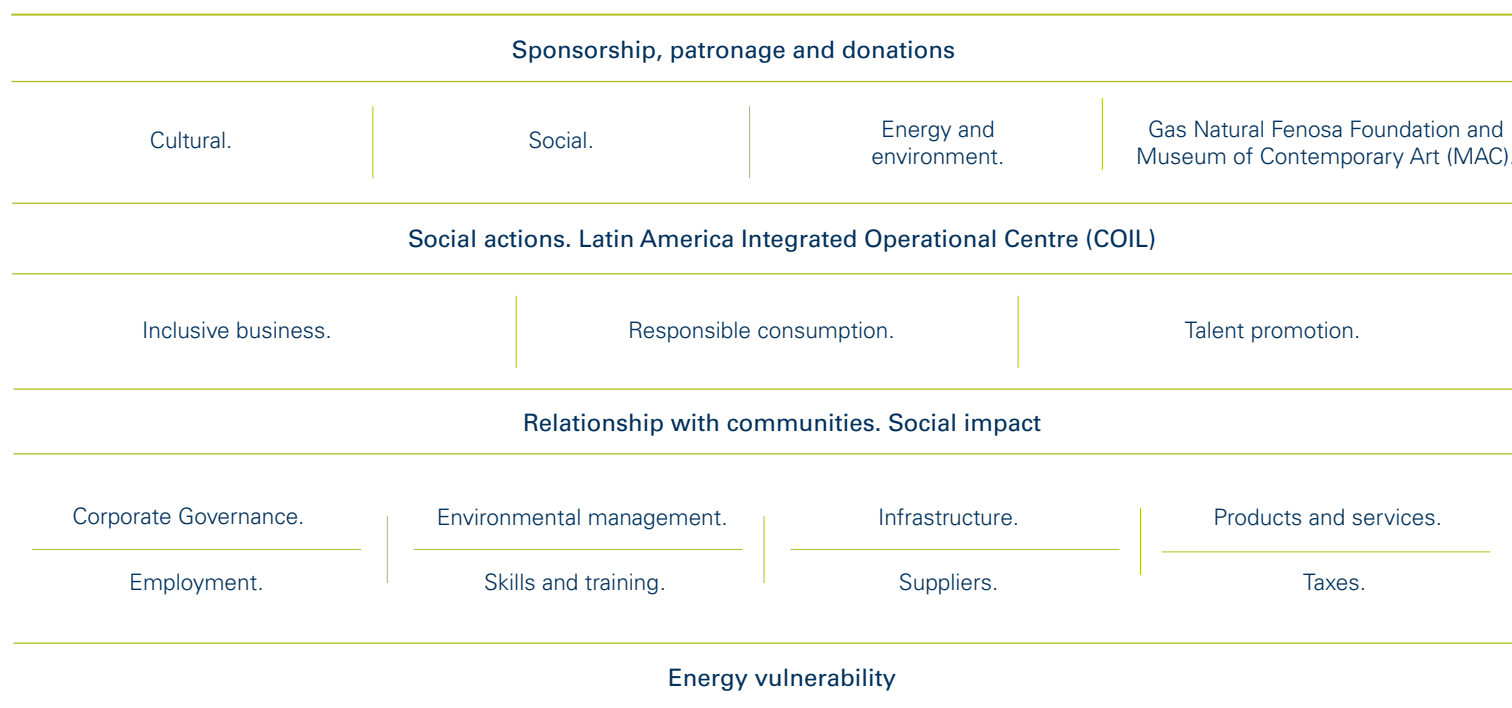 Sponsorship, patronage and donations
Cultural.
Social.
Energy and
environment.
Gas Natural Fenosa Foundation and
Museum of Contemporary Art (MAC).
Social actions. Latin America Integrated Operational Centre (COIL)
Inclusive business.
Responsible consumption.
Talent promotion.
Relationship with communities. Social impact
Corporate Governance.
Environmental management.
Infrastructure.
Products and services.
Employment.
Skills and training.
Suppliers.
Taxes.
Energy vulnerability